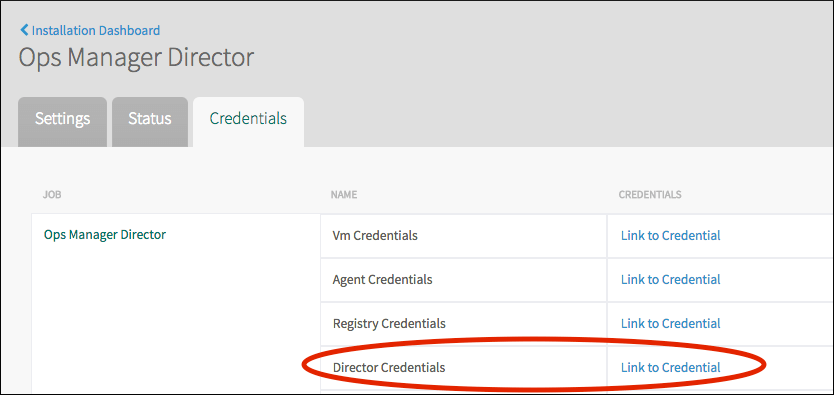 Installation Dashboard
Ops Manager Director
Settings Status Credentials
JOB NAME CREDENTIALS
Ops Manager Director Vm Credentials Link to Credential
Agent Credentials Link to Credential
Registry Credentials Link to Credential
Director Credentials Link to Credential